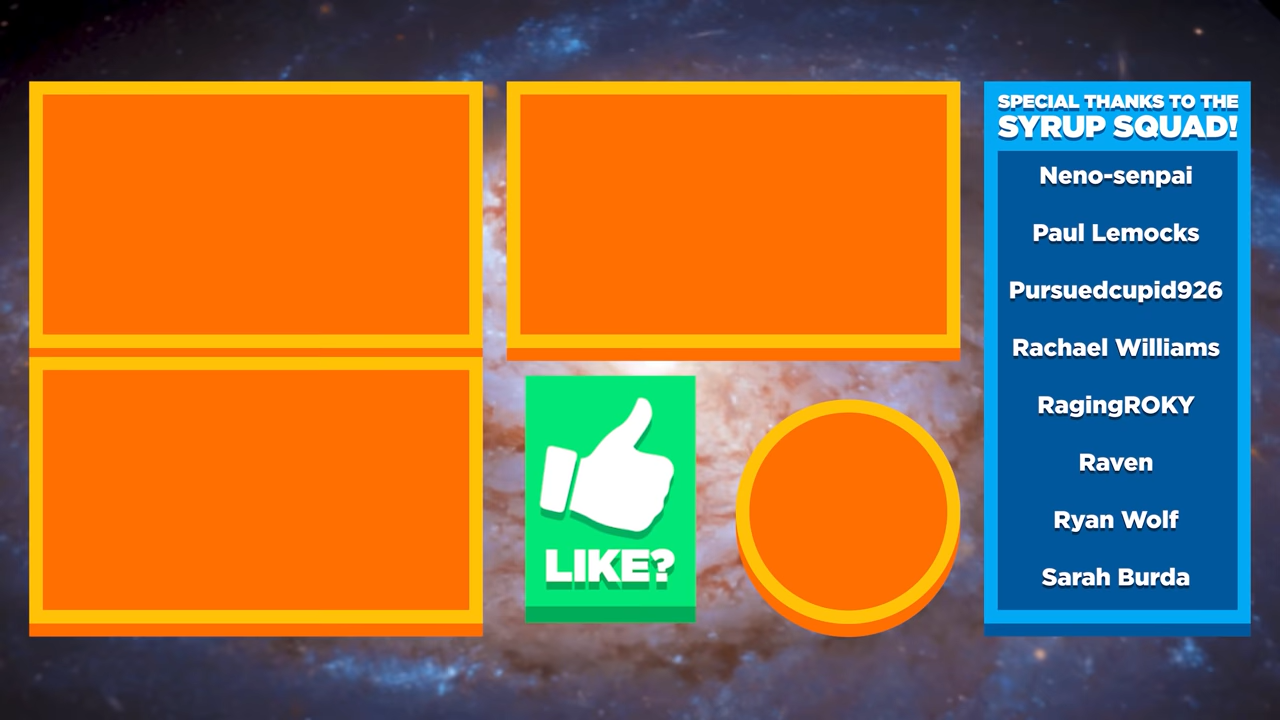 LIKE?
SPECIAL THANKS TO THE
SYRUP SQUAD!
Neno-senpai
Paul Lemocks
Pursuedcupid926
Rachael Williams
RagingROKY
Raven
Ryan Wolf
Sarah Burda